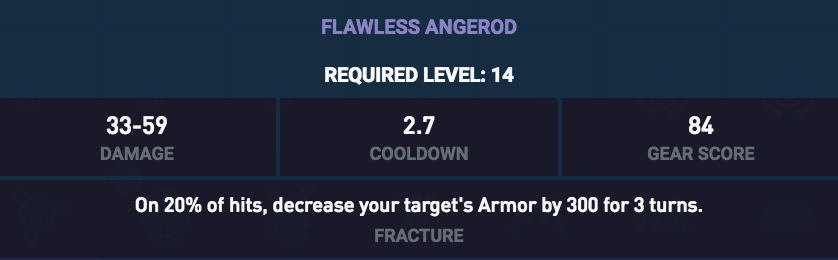 FLAWLESS ANGEROD
REQUIRED LEVEL: 14
33-59 2.7 84
DAMAGE COOLDOWN GEAR SCORE
On 20% of hits, decrease your target's Armor by 300 for 3 turns.
FRACTURE